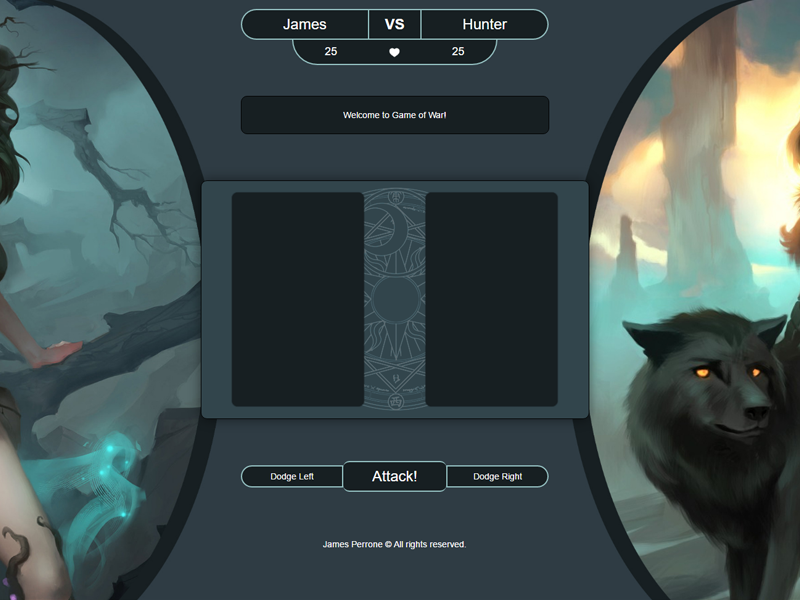 James VS Hunter
25 25
Welcome to Game of War!
Dodge Left Attack! Dodge Right
James Perrone © All rights reserved.